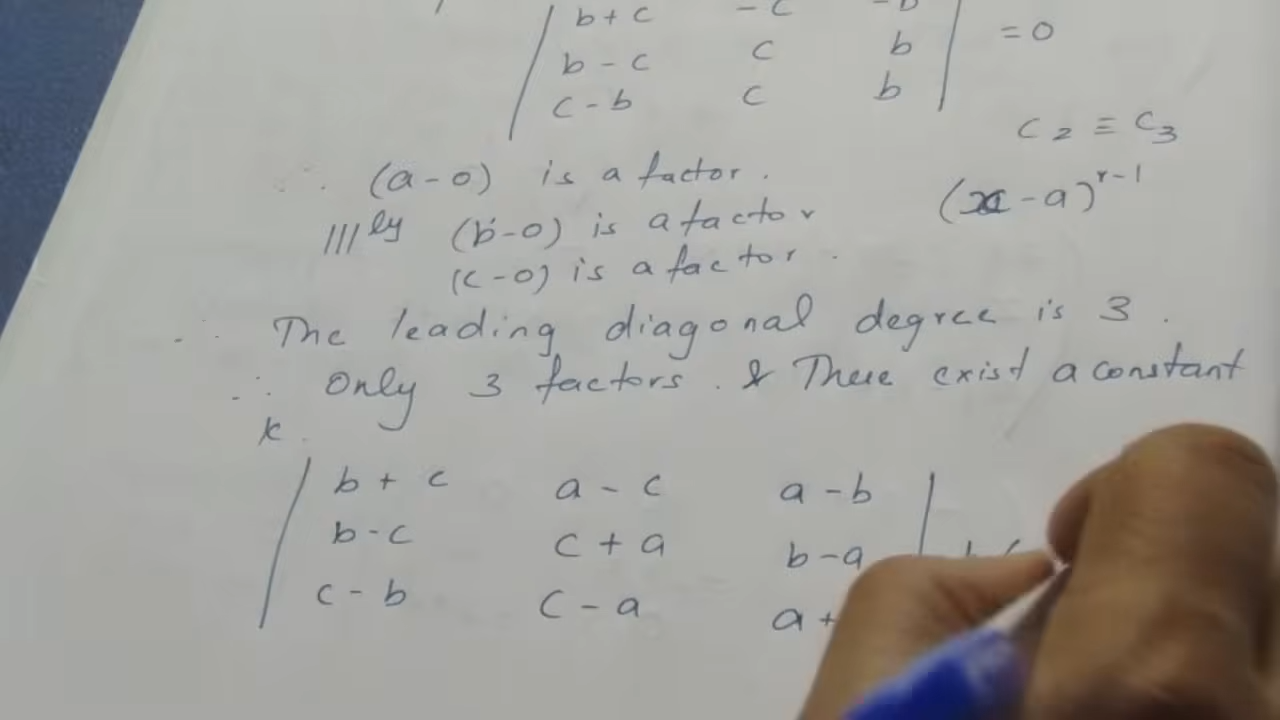 b + c - c - b
b - c c b = 0
c - b c b
C₂ ≡ C₃
∴ (a - 0) is a factor.
(x - a)^(r-1)
|||ly (b - 0) is a factor
(c - 0) is a factor.
The leading diagonal degree is 3.
∴ Only 3 factors. & There exist a constant
k.
b + c a - c a - b
b - c c + a b - a
c - b c - a a +